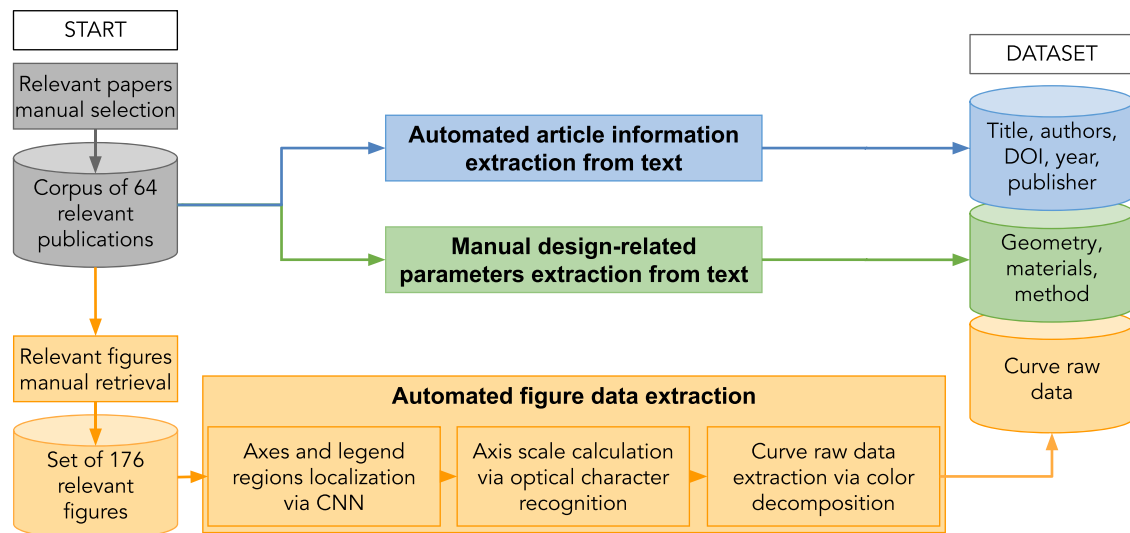 START
Relevant papers
manual selection
Corpus of 64
relevant
publications
Automated article information
extraction from text
Manual design-related
parameters extraction from text
DATASET
Title, authors,
DOI, year,
publisher
Geometry,
materials,
method
Curve raw
data
Relevant figures
manual retrieval
Set of 176
relevant
figures
Automated figure data extraction
Axes and legend
regions localization
via CNN
Axis scale calculation
via optical character
recognition
Curve raw data
extraction via color
decomposition